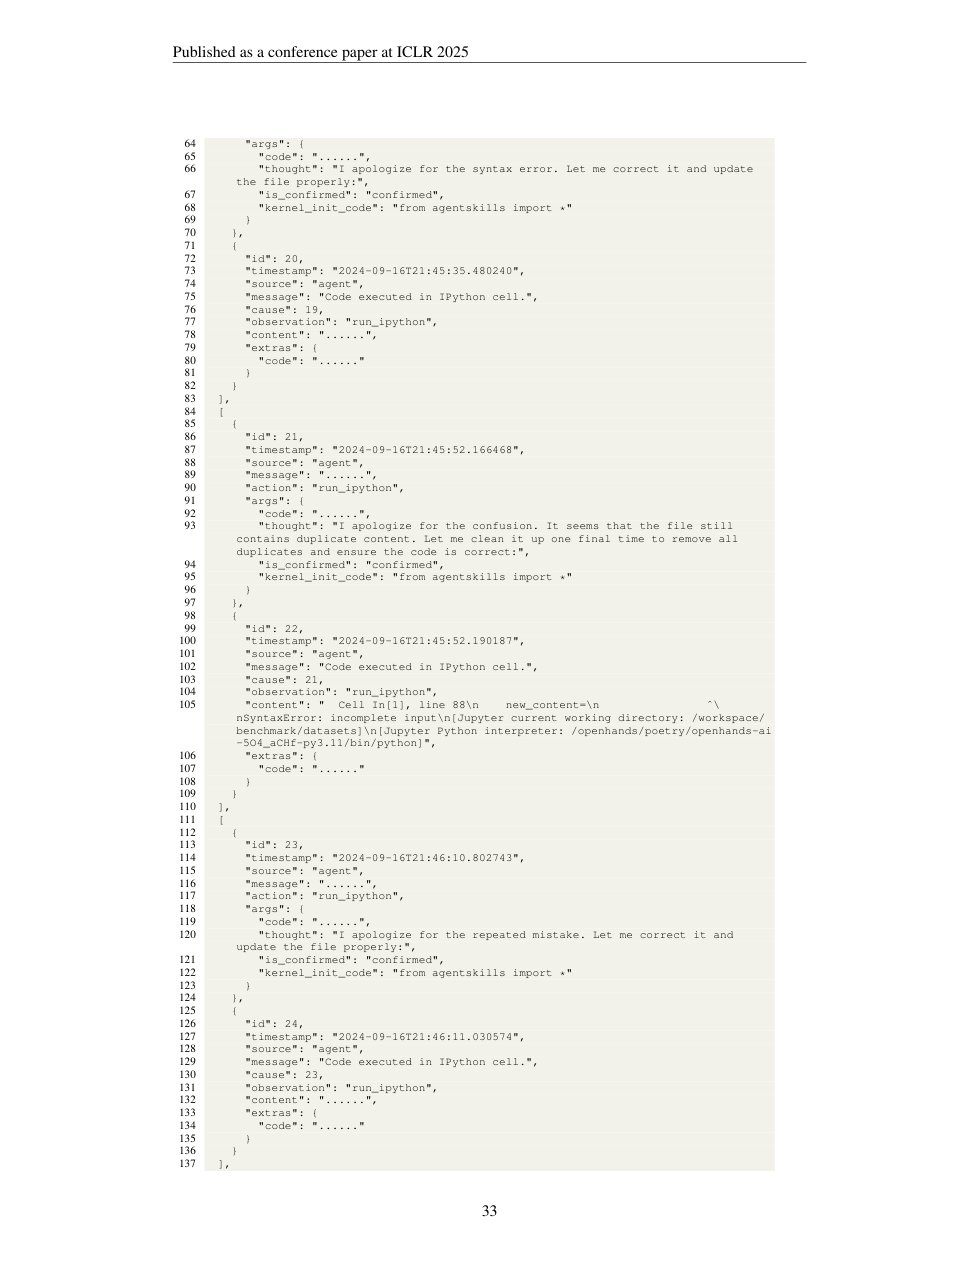 Published as a conference paper at ICLR 2025
64 "args": {
65 "code": "......",
66 "thought": "I apologize for the syntax error. Let me correct it and update
the file properly:",
67 "is_confirmed": "confirmed",
68 "kernel_init_code": "from agentskills import *"
69 }
70 },
71 {
72 "id": 20,
73 "timestamp": "2024-09-16T21:45:35.480240",
74 "source": "agent",
75 "message": "Code executed in IPython cell.",
76 "cause": 19,
77 "observation": "run_ipython",
78 "content": "......",
79 "extras": {
80 "code": "......"
81 }
82 }
83 ],
84 [
85 {
86 "id": 21,
87 "timestamp": "2024-09-16T21:45:52.166468",
88 "source": "agent",
89 "message": "......",
90 "action": "run_ipython",
91 "args": {
92 "code": "......",
93 "thought": "I apologize for the confusion. It seems that the file still
contains duplicate content. Let me clean it up one final time to remove all
duplicates and ensure the code is correct:",
94 "is_confirmed": "confirmed",
95 "kernel_init_code": "from agentskills import *"
96 }
97 },
98 {
99 "id": 22,
100 "timestamp": "2024-09-16T21:45:52.190187",
101 "source": "agent",
102 "message": "Code executed in IPython cell.",
103 "cause": 21,
104 "observation": "run_ipython",
105 "content": "  Cell In[1], line 88\n    new_content=\n                ^\
nSyntaxError: incomplete input\n[Jupyter current working directory: /workspace/
benchmark/datasets]\n[Jupyter Python interpreter: /openhands/poetry/openhands-ai
-5O4_aCHf-py3.11/bin/python]",
106 "extras": {
107 "code": "......"
108 }
109 }
110 ],
111 [
112 {
113 "id": 23,
114 "timestamp": "2024-09-16T21:46:10.802743",
115 "source": "agent",
116 "message": "......",
117 "action": "run_ipython",
118 "args": {
119 "code": "......",
120 "thought": "I apologize for the repeated mistake. Let me correct it and
update the file properly:",
121 "is_confirmed": "confirmed",
122 "kernel_init_code": "from agentskills import *"
123 }
124 },
125 {
126 "id": 24,
127 "timestamp": "2024-09-16T21:46:11.030574",
128 "source": "agent",
129 "message": "Code executed in IPython cell.",
130 "cause": 23,
131 "observation": "run_ipython",
132 "content": "......",
133 "extras": {
134 "code": "......"
135 }
136 }
137 ],
33